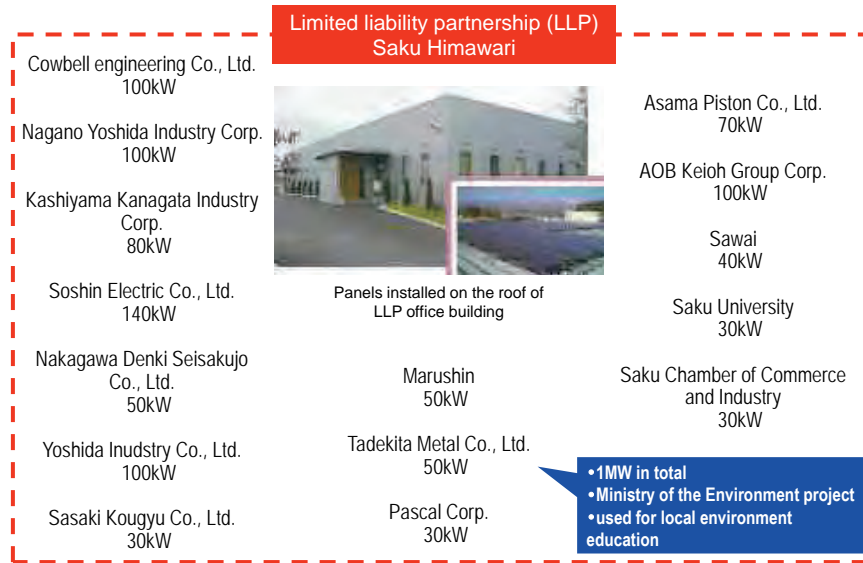 Limited liability partnership (LLP)
Saku Himawari
Cowbell engineering Co., Ltd.
100kW
Nagano Yoshida Industry Corp.
100kW
Kashiyama Kanagata Industry
Corp.
80kW
Soshin Electric Co., Ltd.
140kW
Nakagawa Denki Seisakujo
Co., Ltd.
50kW
Yoshida Inudstry Co., Ltd.
100kW
Sasaki Kougyu Co., Ltd.
30kW
Panels installed on the roof of
LLP office building
Marushin
50kW
Tadekita Metal Co., Ltd.
50kW
Pascal Corp.
30kW
Asama Piston Co., Ltd.
70kW
AOB Keioh Group Corp.
100kW
Sawai
40kW
Saku University
30kW
Saku Chamber of Commerce
and Industry
30kW
•1MW in total
•Ministry of the Environment project
•used for local environment
education